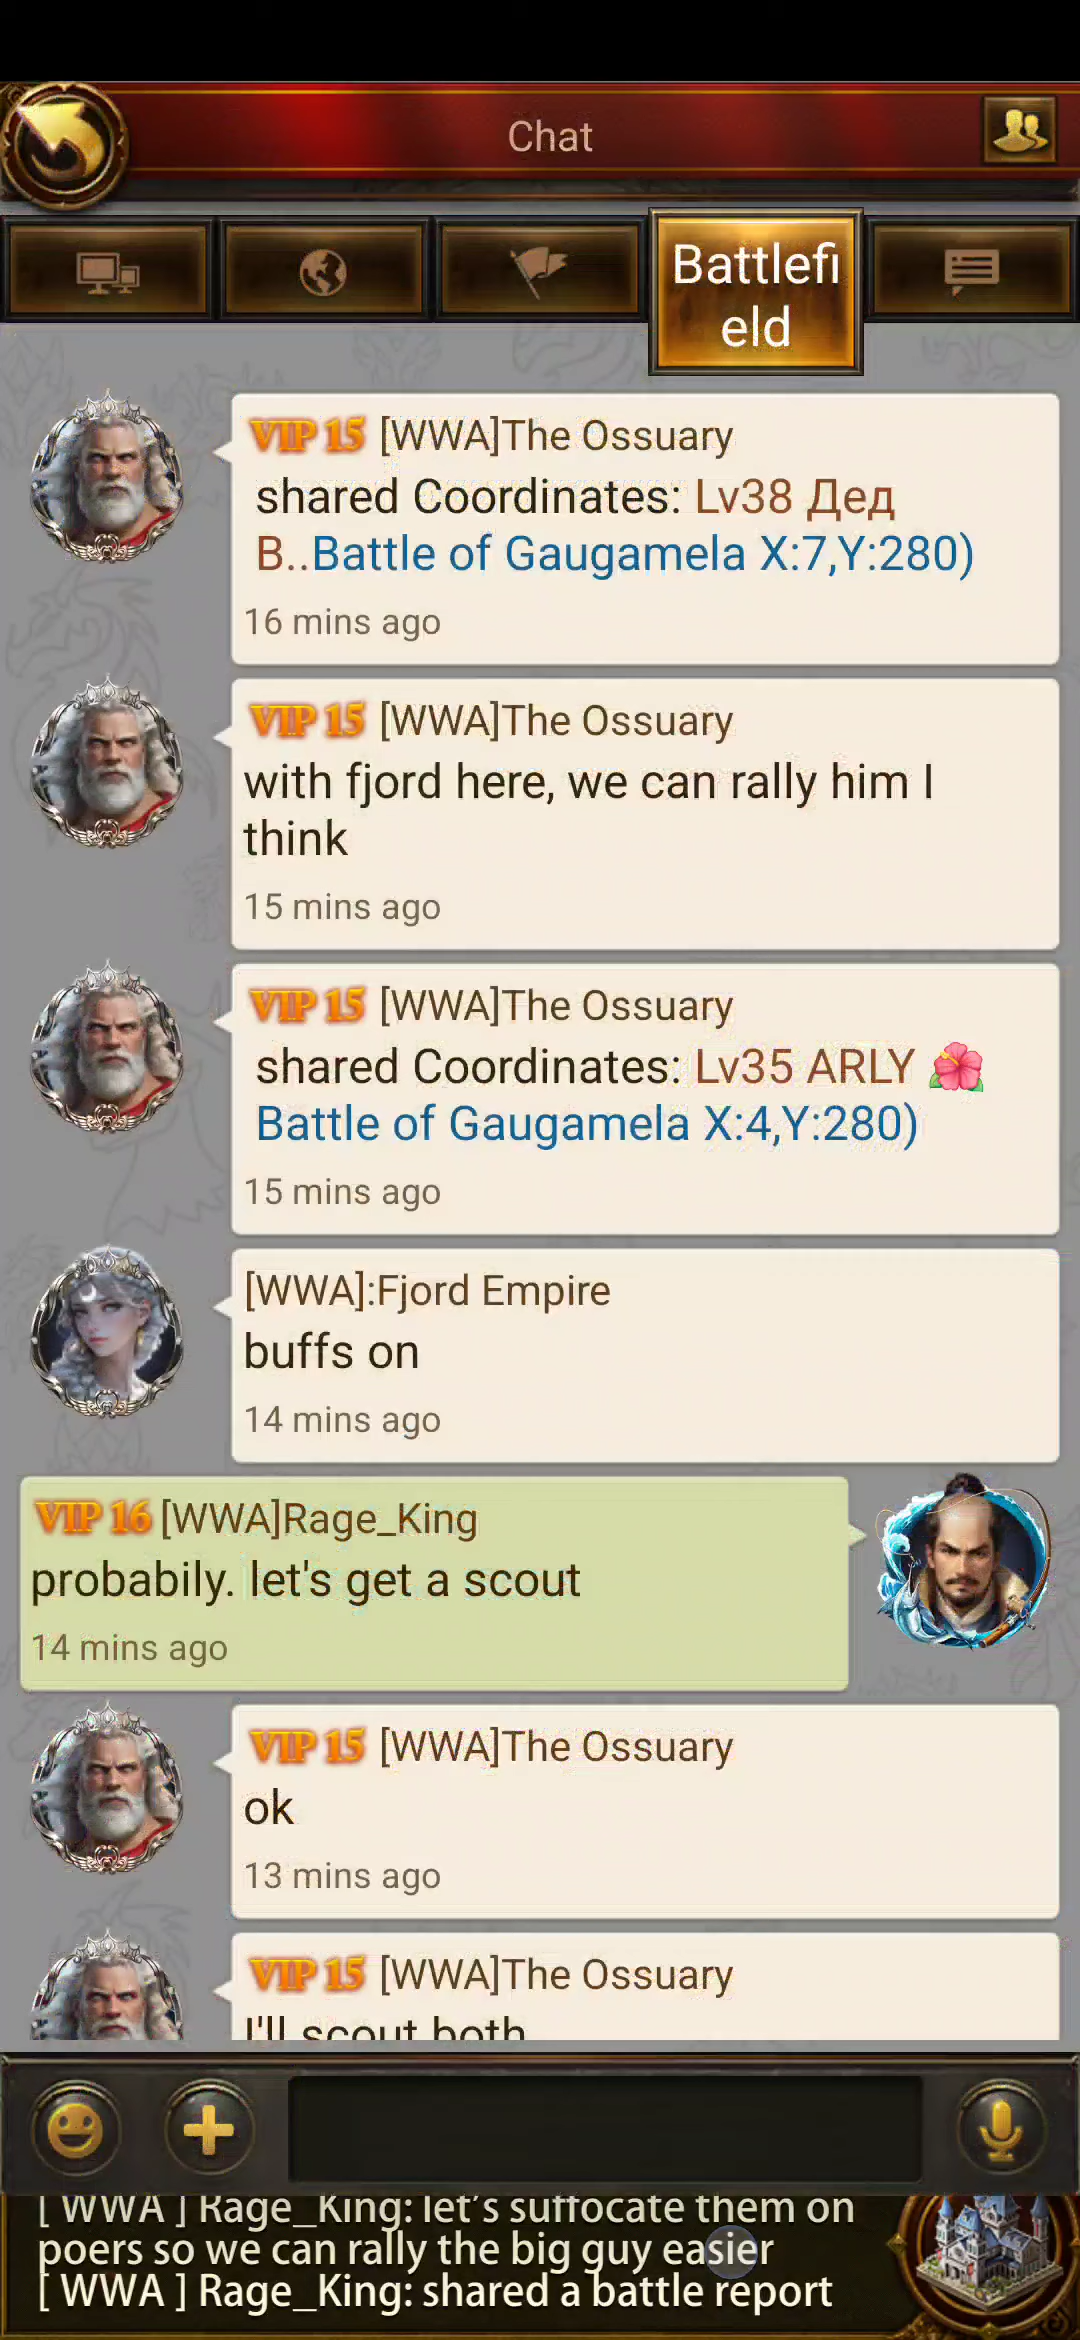 Chat
Battlefi
eld
VIP 15 [WWA]The Ossuary
shared Coordinates: Lv38 Дед
В..Battle of Gaugamela X:7,Y:280)
16 mins ago
VIP 15 [WWA]The Ossuary
with fjord here, we can rally him I
think
15 mins ago
VIP 15 [WWA]The Ossuary
shared Coordinates: Lv35 ARLY 🌺
Battle of Gaugamela X:4,Y:280)
15 mins ago
[WWA]:Fjord Empire
buffs on
14 mins ago
VIP 16 [WWA]Rage_King
probabily. let's get a scout
14 mins ago
VIP 15 [WWA]The Ossuary
ok
13 mins ago
VIP 15 [WWA]The Ossuary
I'll scout both
[ WWA ] Rage_King: let's suffocate them on
poers so we can rally the big guy easier
[ WWA ] Rage_King: shared a battle report